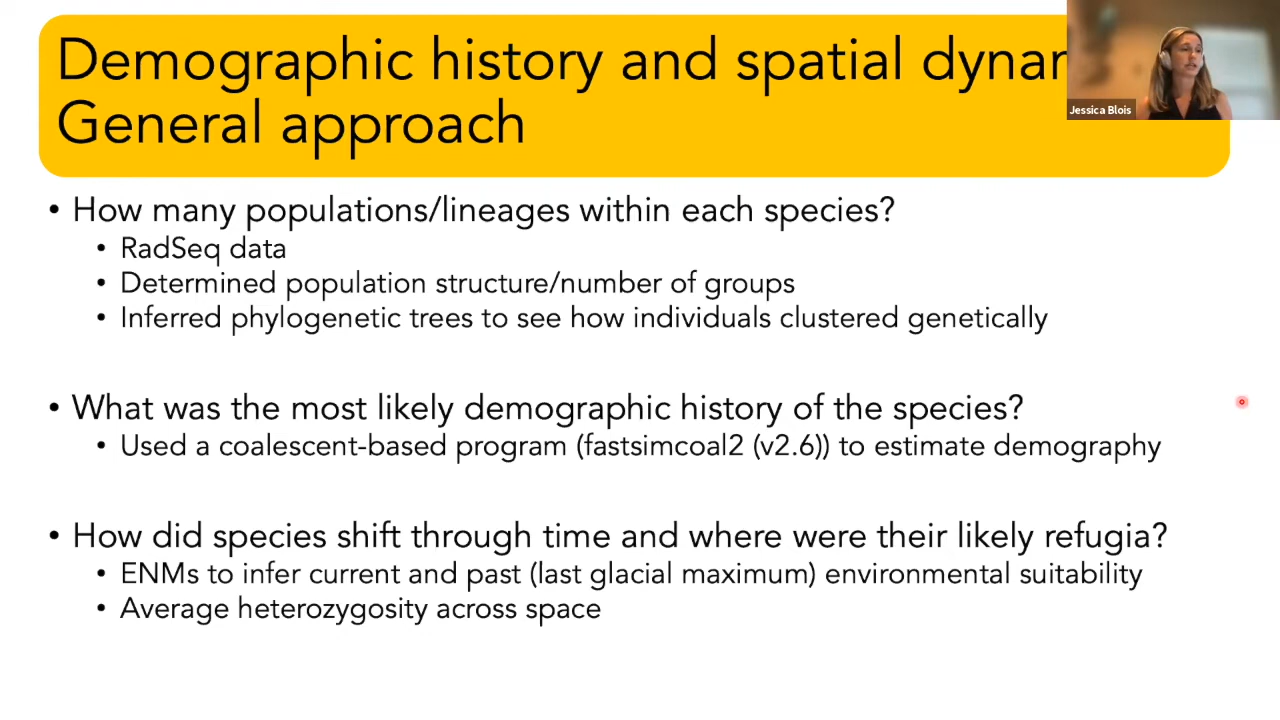 Demographic history and spatial
General approach
Jessica Blois
• How many populations/lineages within each species?
• RadSeq data
• Determined population structure/number of groups
• Inferred phylogenetic trees to see how individuals clustered genetically
• What was the most likely demographic history of the species?
• Used a coalescent-based program (fastsimcoal2 (v2.6)) to estimate demography
• How did species shift through time and where were their likely refugia?
• ENMs to infer current and past (last glacial maximum) environmental suitability
• Average heterozygosity across space